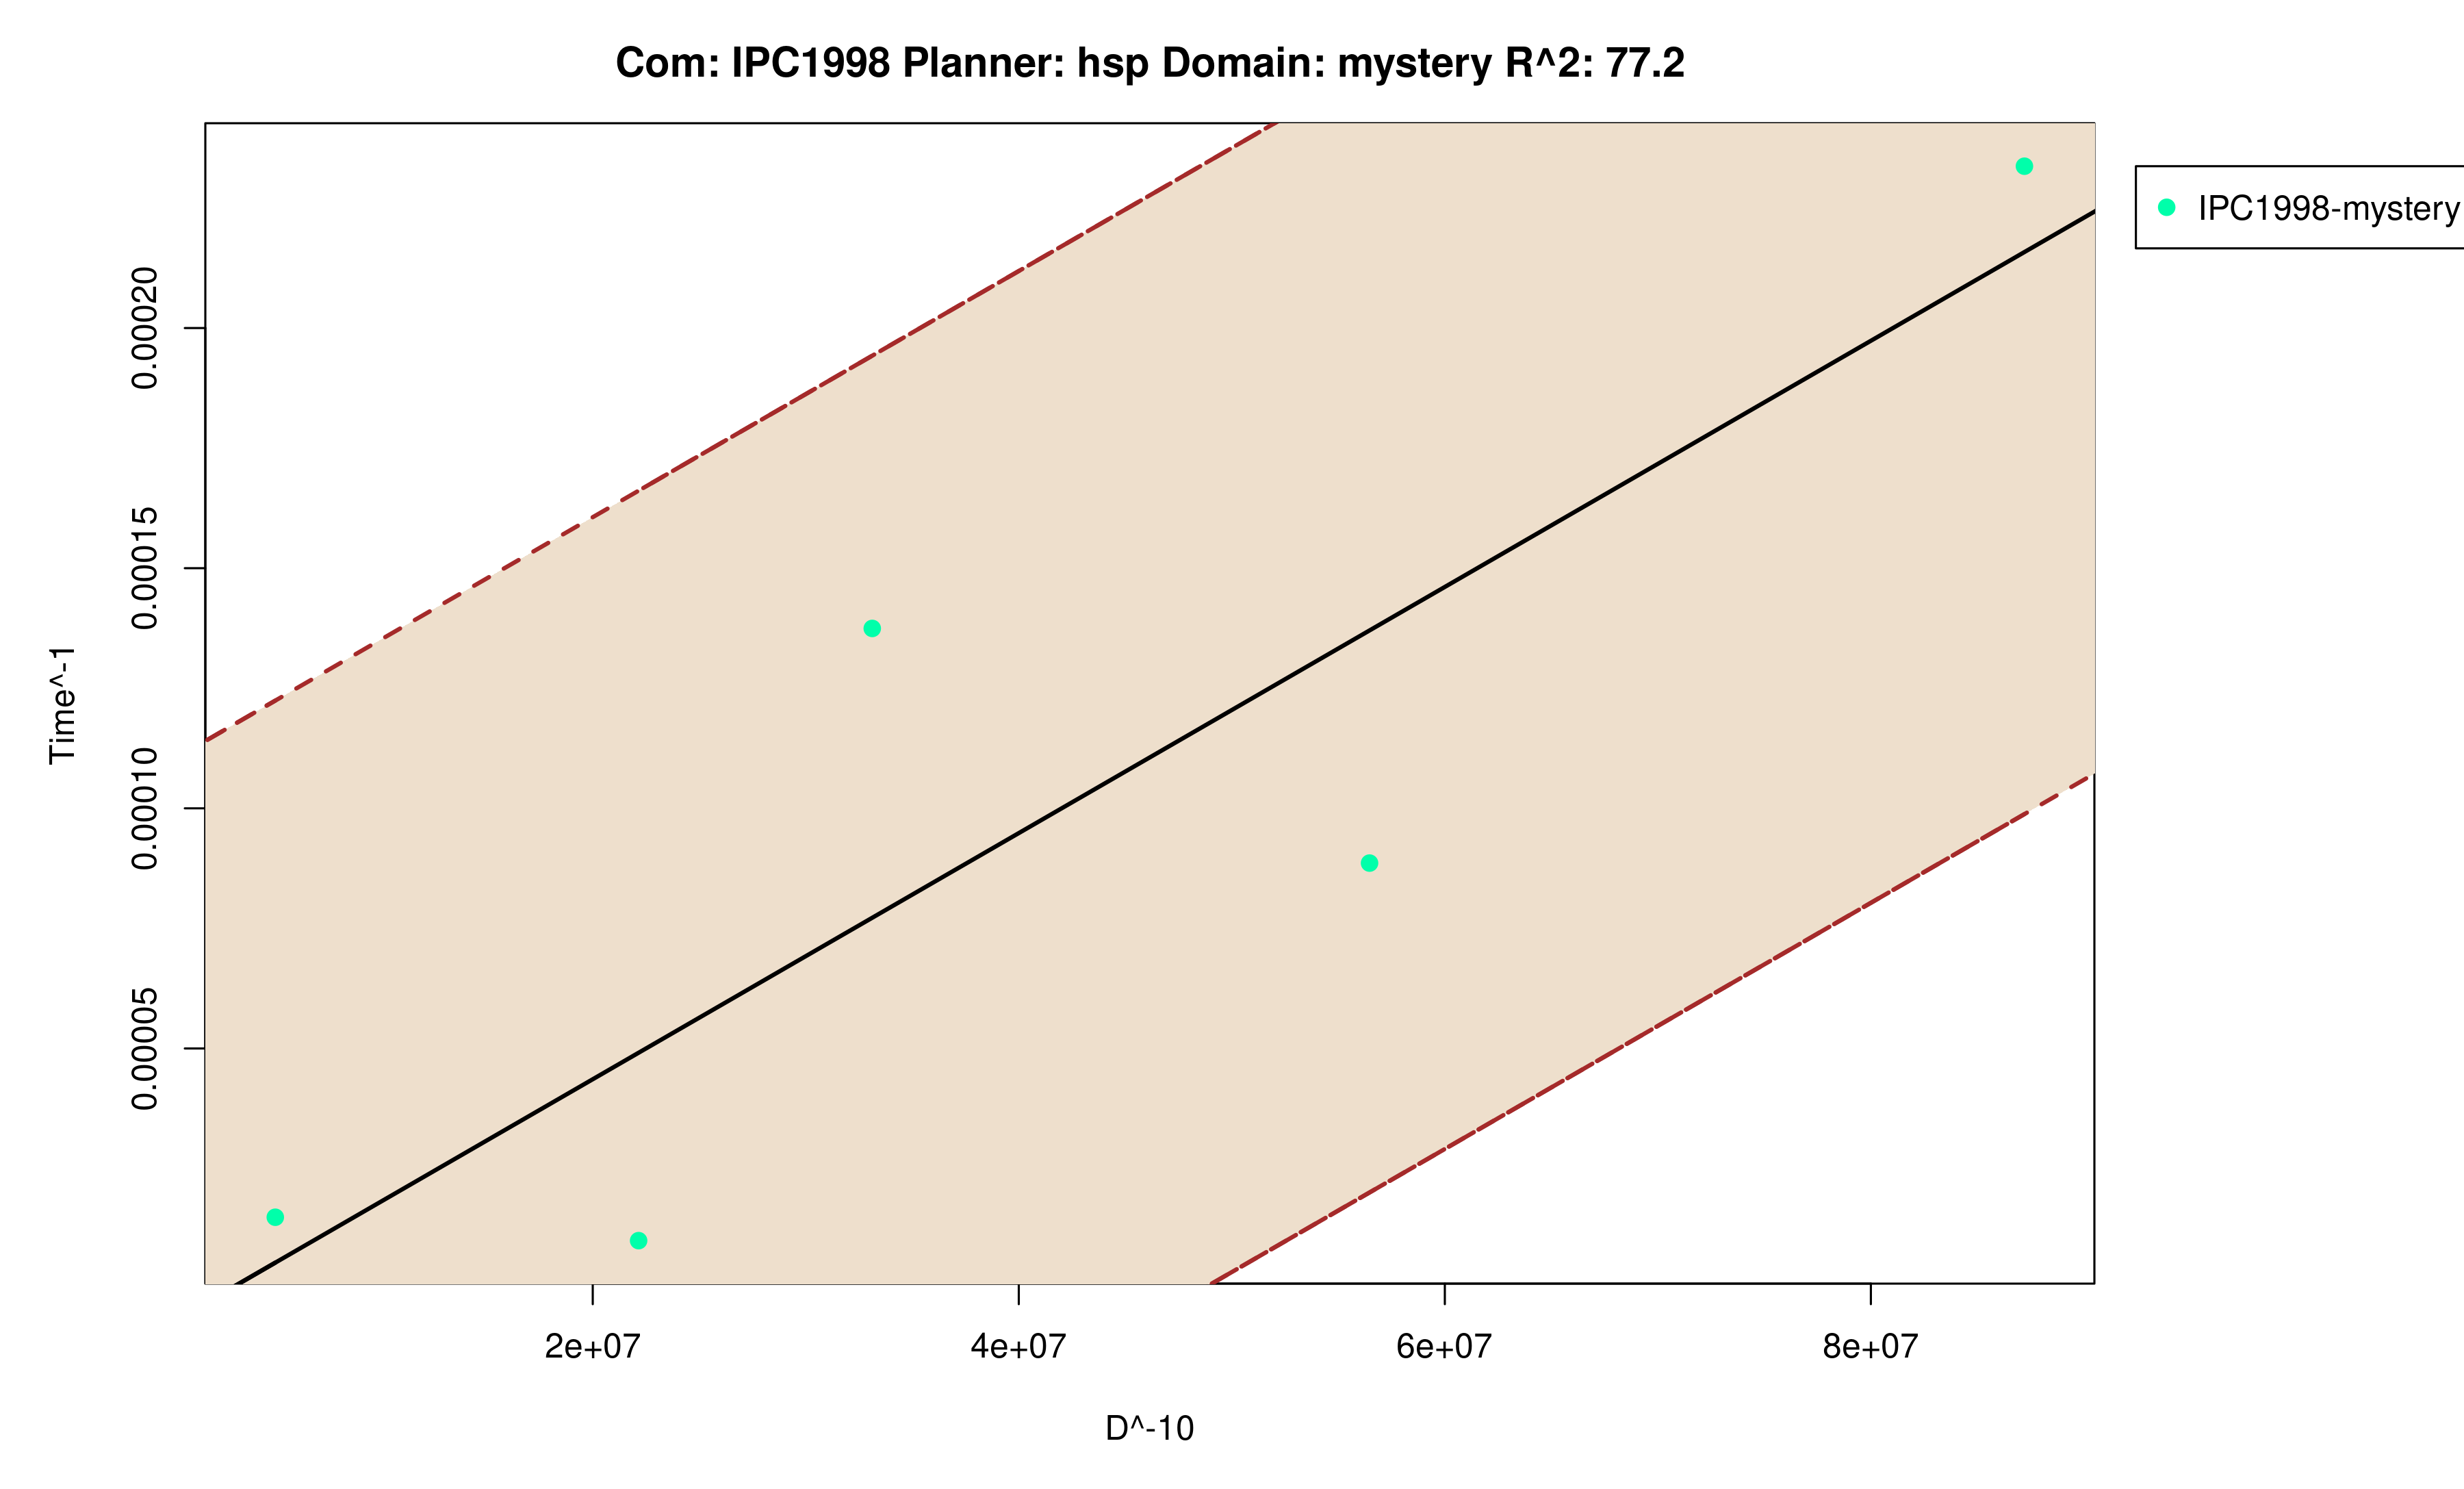 Com: IPC1998 Planner: hsp Domain: mystery R^2: 77.2
IPC1998-mystery
Time^-1
0.00020
0.00015
0.00010
0.00005
2e+07 4e+07 6e+07 8e+07
D^-10